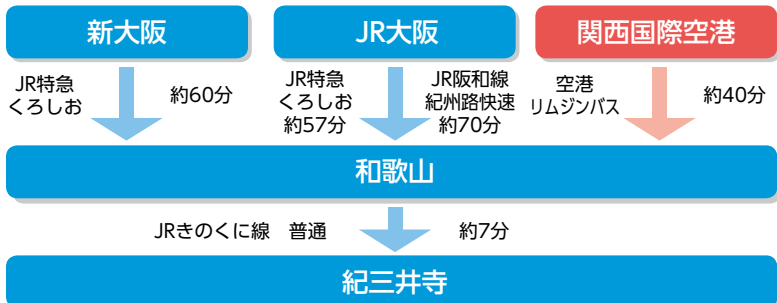 新大阪
JR大阪
関西国際空港
JR特急
くろしお
約60分
JR特急
くろしお
約57分
JR阪和線
紀州路快速
約70分
空港
リムジンバス
約40分
和歌山
JRきのくに線　普通
約7分
紀三井寺